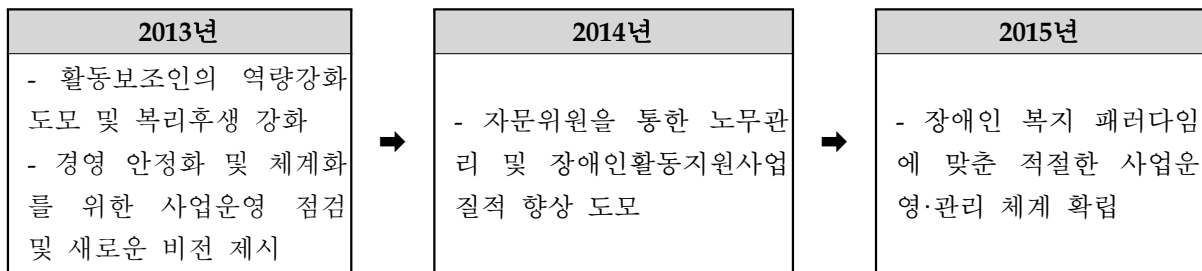 2013년
- 활동보조인의 역량강화
도모 및 복리후생 강화
- 경영 안정화 및 체계화
를 위한 사업운영 점검
및 새로운 비전 제시
➡
2014년
- 자문위원을 통한 노무관
리 및 장애인활동지원사업
질적 향상 도모
➡
2015년
- 장애인 복지 패러다임
에 맞춘 적절한 사업운
영·관리 체계 확립